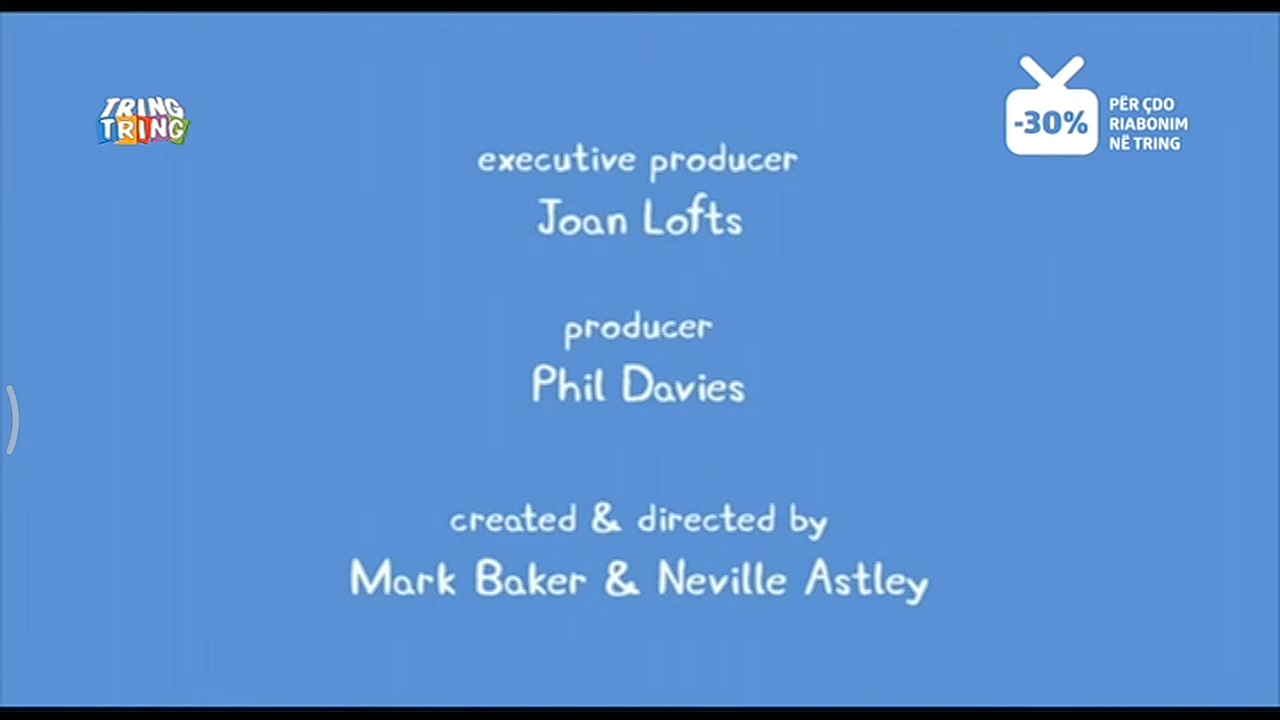 TRING
TRING
-30%
PËR ÇDO
RIABONIM
NË TRING
executive producer
Joan Lofts
producer
Phil Davies
created & directed by
Mark Baker & Neville Astley